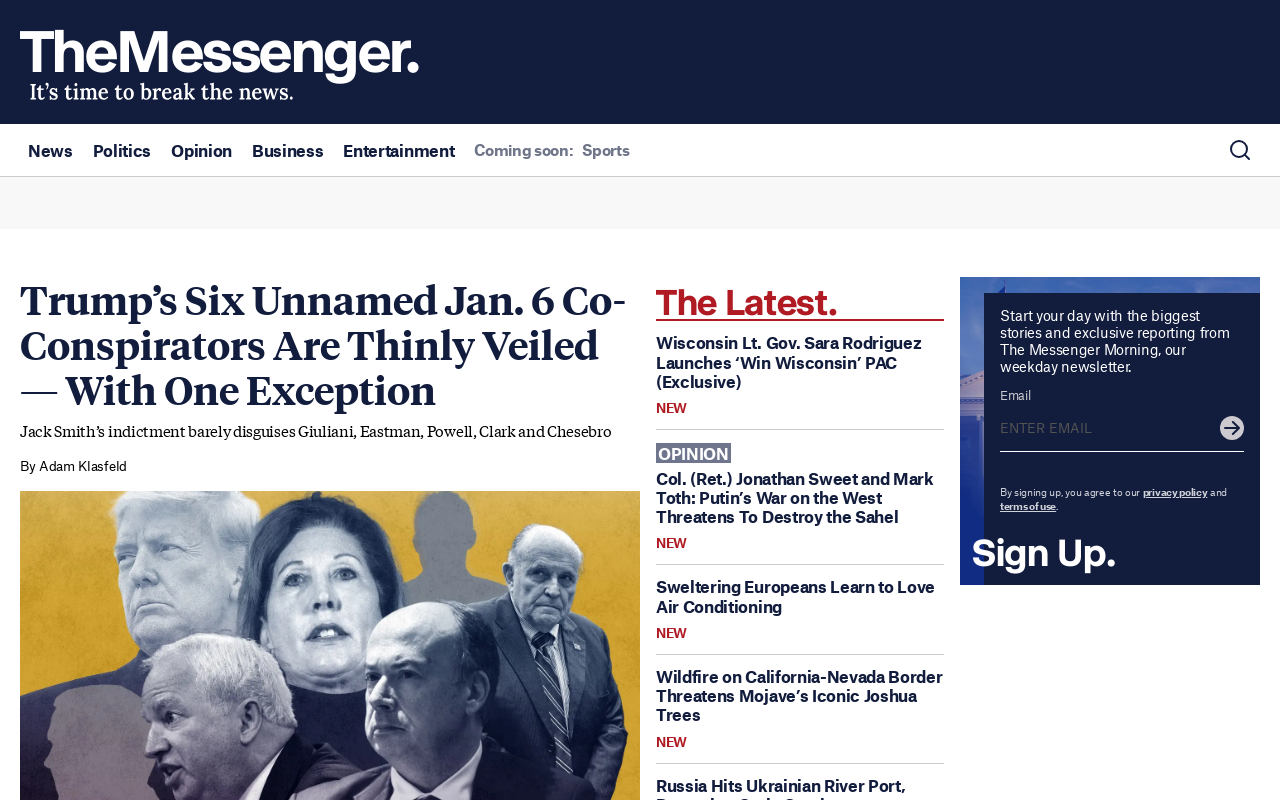 TheMessenger.
It's time to break the news.
News Politics Opinion Business Entertainment Coming soon: Sports
Trump’s Six Unnamed Jan. 6 Co-
Conspirators Are Thinly Veiled
— With One Exception
Jack Smith’s indictment barely disguises Giuliani, Eastman, Powell, Clark and Chesebro
By Adam Klasfeld
The Latest.
Wisconsin Lt. Gov. Sara Rodriguez
Launches ‘Win Wisconsin’ PAC
(Exclusive)
NEW
OPINION
Col. (Ret.) Jonathan Sweet and Mark
Toth: Putin’s War on the West
Threatens To Destroy the Sahel
NEW
Sweltering Europeans Learn to Love
Air Conditioning
NEW
Wildfire on California-Nevada Border
Threatens Mojave’s Iconic Joshua
Trees
NEW
Russia Hits Ukrainian River Port,
Start your day with the biggest
stories and exclusive reporting from
The Messenger Morning, our
weekday newsletter.
Email
ENTER EMAIL
By signing up, you agree to our privacy policy and
terms of use.
Sign Up.